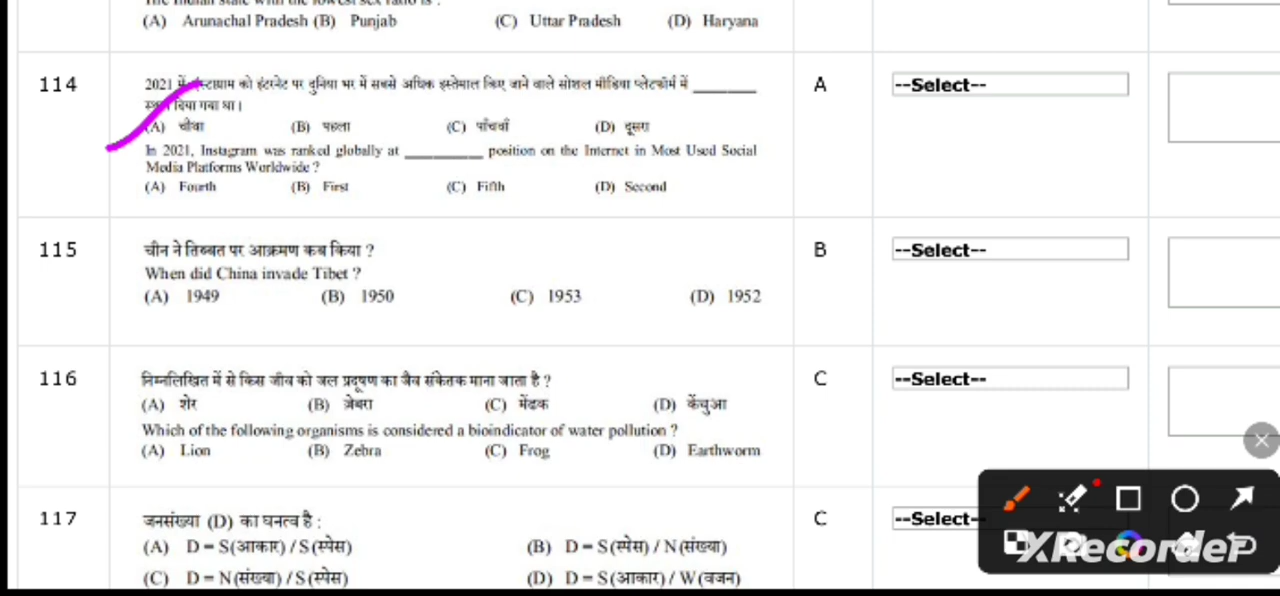 (A) Arunachal Pradesh (B) Punjab (C) Uttar Pradesh (D) Haryana
114 2021 में इंस्टाग्राम को इंटरनेट पर दुनिया भर में सबसे अधिक इस्तेमाल किए जाने वाले सोशल मीडिया प्लेटफॉर्म में ________ A --Select--
स्थान दिया गया था।
(A) चौथा (B) पहला (C) पाँचवाँ (D) दूसरा
In 2021, Instagram was ranked globally at ________ position on the Internet in Most Used Social
Media Platforms Worldwide ?
(A) Fourth (B) First (C) Fifth (D) Second
115 चीन ने तिब्बत पर आक्रमण कब किया ? B --Select--
When did China invade Tibet ?
(A) 1949 (B) 1950 (C) 1953 (D) 1952
116 निम्नलिखित में से किस जीव को जल प्रदूषण का जैव संकेतक माना जाता है ? C --Select--
(A) शेर (B) ज़ेबरा (C) मेंढक (D) केंचुआ
Which of the following organisms is considered a bioindicator of water pollution ?
(A) Lion (B) Zebra (C) Frog (D) Earthworm
117 जनसंख्या (D) का घनत्व है : C --Select--
(A) D = S(आकार) / S(स्पेस) (B) D = S(स्पेस) / N(संख्या)
(C) D = N(संख्या) / S(स्पेस) (D) D = S(आकार) / W(वजन)
XRecorder